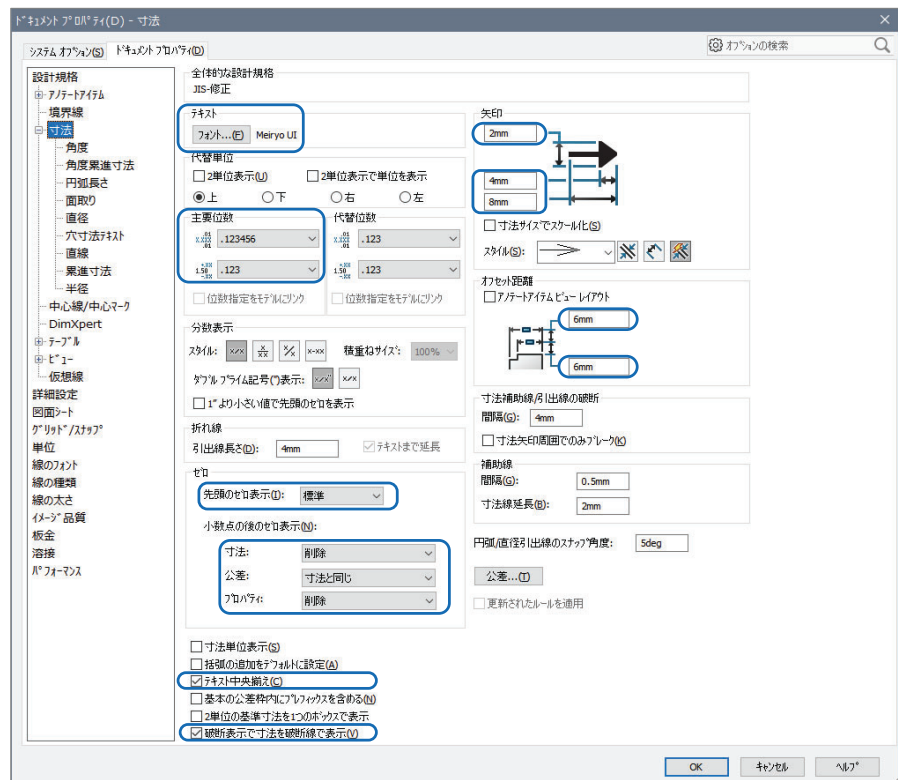 ドキュメント プロパティ(D) - 寸法
システム オプション(S) ドキュメント プロパティ(D)
オプションの検索
設計規格
アノテートアイテム
境界線
寸法
角度
角度累進寸法
円弧長さ
面取り
直径
穴寸法テキスト
直線
累進寸法
半径
中心線/中心マーク
DimXpert
テーブル
ビュー
仮想線
詳細設定
図面シート
グリッド/スナップ
単位
線のフォント
線の種類
線の太さ
イメージ品質
板金
溶接
パフォーマンス
全体的な設計規格
JIS-修正
テキスト
フォント...(F) Meiryo UI
代替単位
2単位表示(U) 2単位表示で単位を表示
上 下 右 左
主要位数
.123456
.123
位数指定をモデルにリンク
代替位数
.123
.123
位数指定をモデルにリンク
分数表示
スタイル: 積重ねサイズ: 100%
ダブル プライム記号(")表示:
1"より小さい値で先頭のゼロを表示
折れ線
引出線長さ(D): 4mm テキストまで延長
ゼロ
先頭のゼロ表示(I): 標準
小数点の後のゼロ表示(N):
寸法: 削除
公差: 寸法と同じ
プロパティ: 削除
寸法単位表示(S)
括弧の追加をデフォルトに設定(A)
テキスト中央揃え(C)
基本の公差枠内にプレフィックスを含める(N)
2単位の基準寸法を1つのボックスで表示
破断表示で寸法を破断線で表示(V)
矢印
2mm
4mm
8mm
寸法サイズでスケール化(S)
スタイル(S):
オフセット距離
アノテートアイテム ビュー レイアウト
6mm
6mm
寸法補助線/引出線の破断
間隔(G): 4mm
寸法矢印周囲でのみブレーク(K)
補助線
間隔(G): 0.5mm
寸法線延長(B): 2mm
円弧/直径引出線のスナップ角度: 5deg
公差...(T)
更新されたルールを適用
OK キャンセル ヘルプ